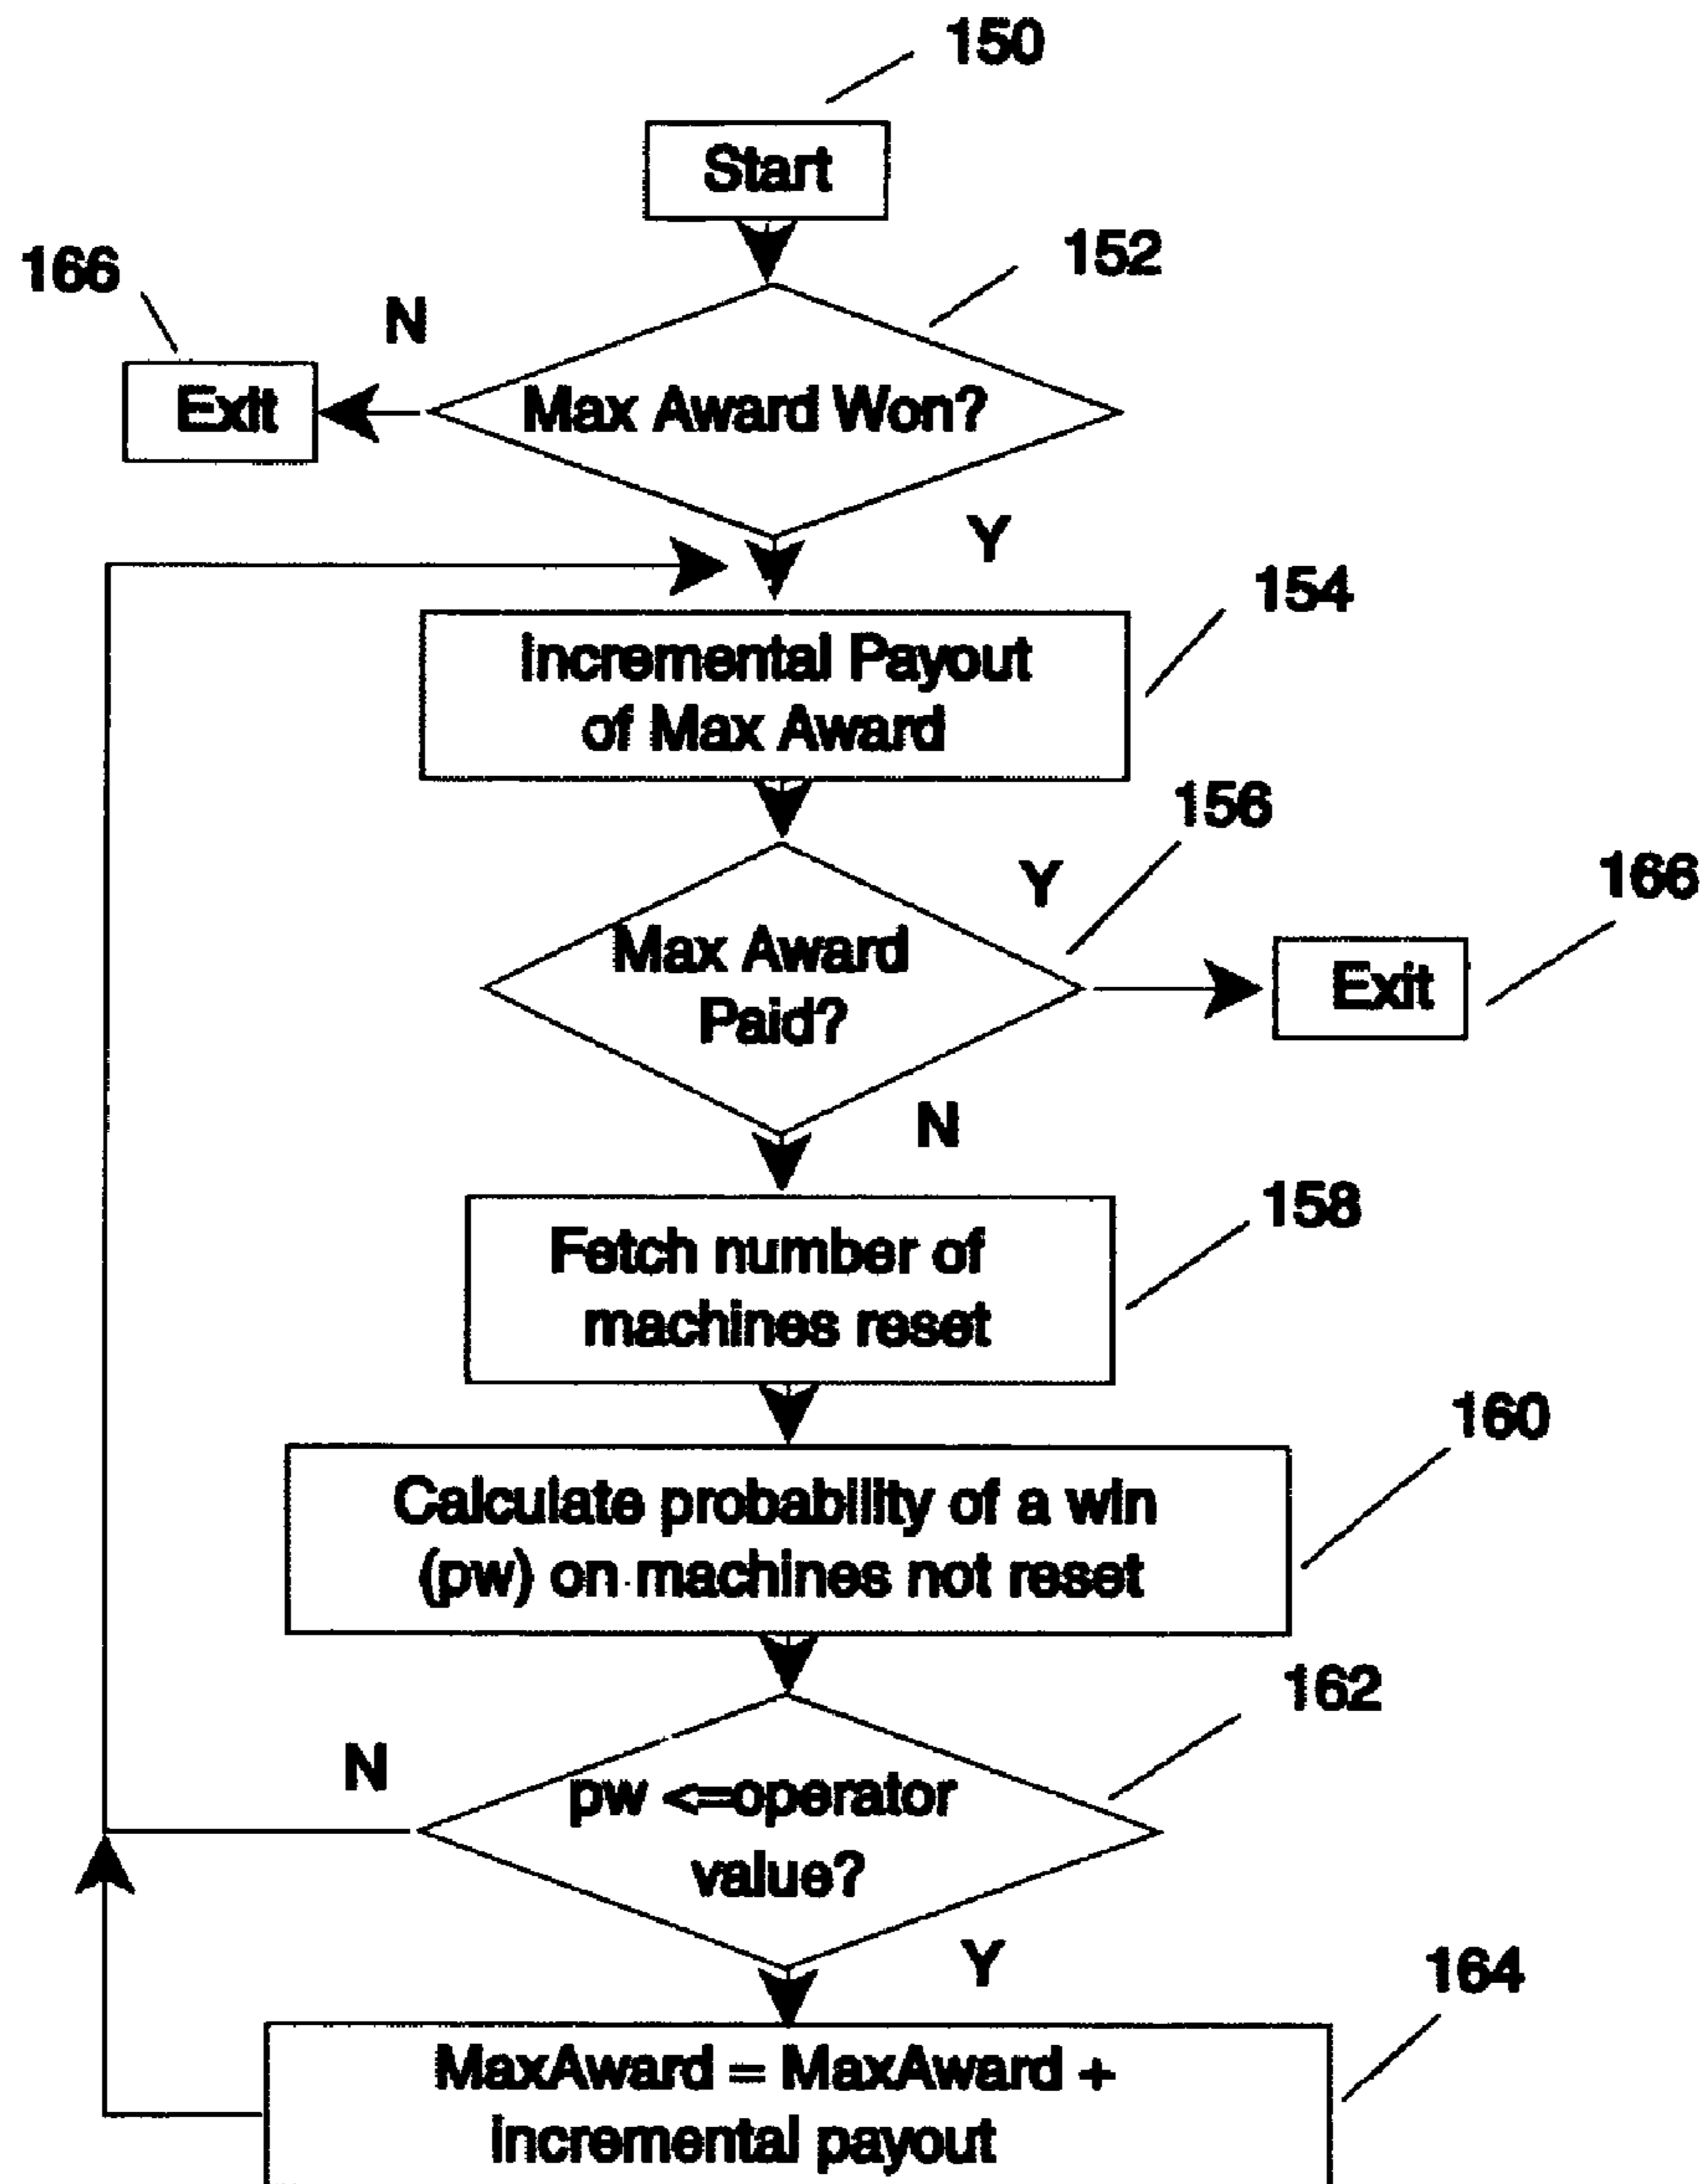 150
Start
152
166
N
Exit
Max Award Won?
Y
154
Incremental Payout
of Max Award
156
Y
166
Max Award
Paid?
Exit
N
158
Fetch number of
machines reset
160
Calculate probability of a win
(pw) on machines not reset
162
N
pw <=operator
value?
Y
164
MaxAward = MaxAward +
incremental payout